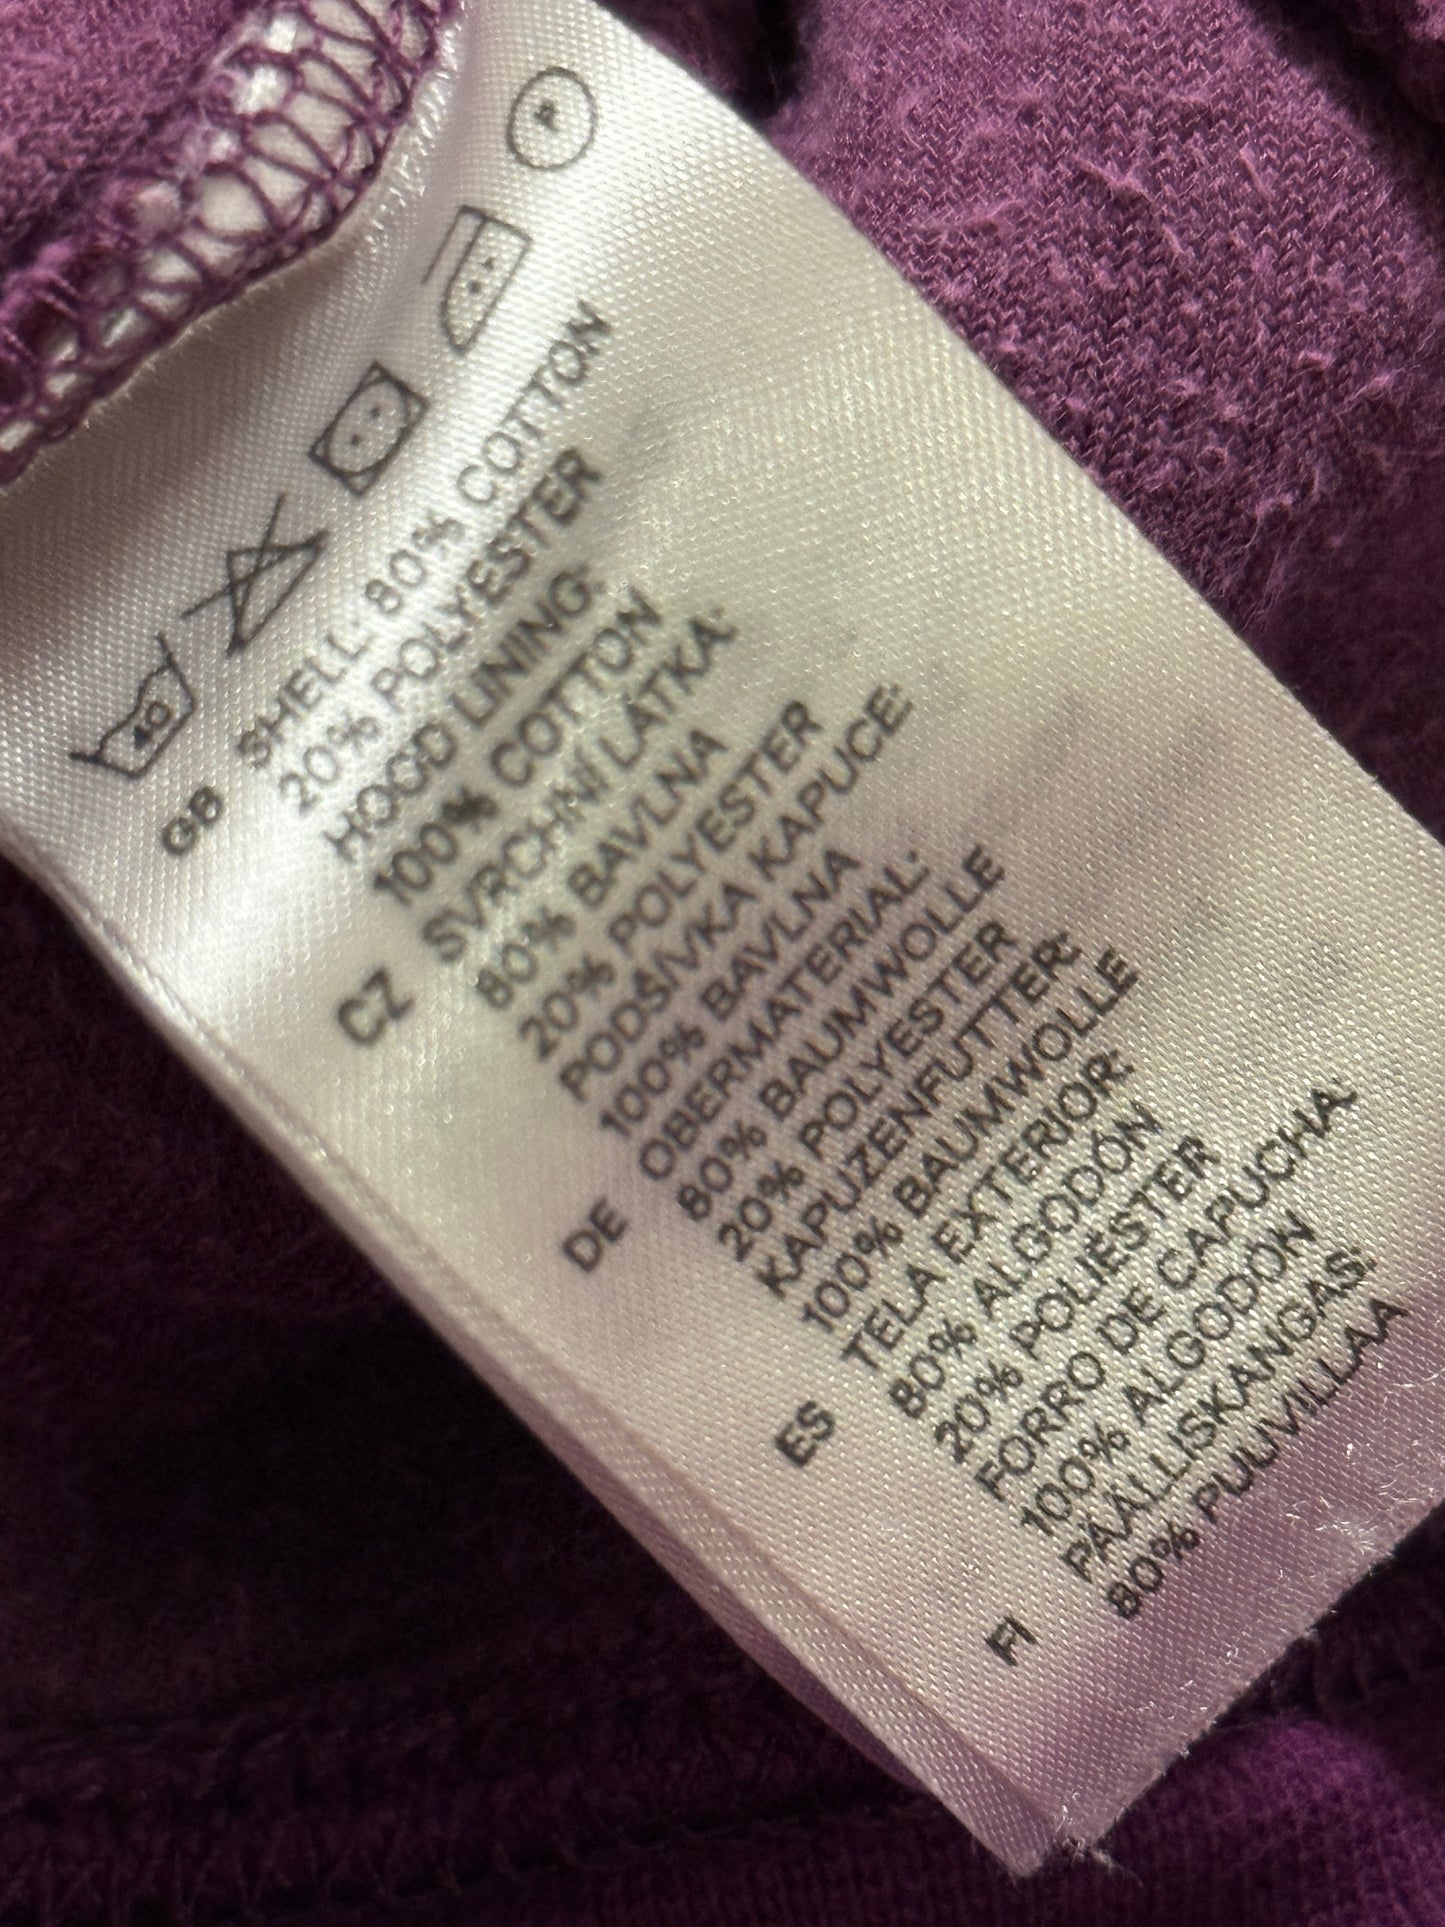 40
P
GB SHELL: 80% COTTON
20% POLYESTER
HOOD LINING:
100% COTTON
CZ SVRCHNÍ LÁTKA:
80% BAVLNA
20% POLYESTER
PODŠÍVKA KAPUCE:
100% BAVLNA
DE OBERMATERIAL:
80% BAUMWOLLE
20% POLYESTER
KAPUZENFUTTER:
100% BAUMWOLLE
ES TELA EXTERIOR:
80% ALGODÓN
20% POLIÉSTER
FORRO DE CAPUCHA:
100% ALGODÓN
FI PÄÄLLISKANGAS:
80% PUUVILLAA